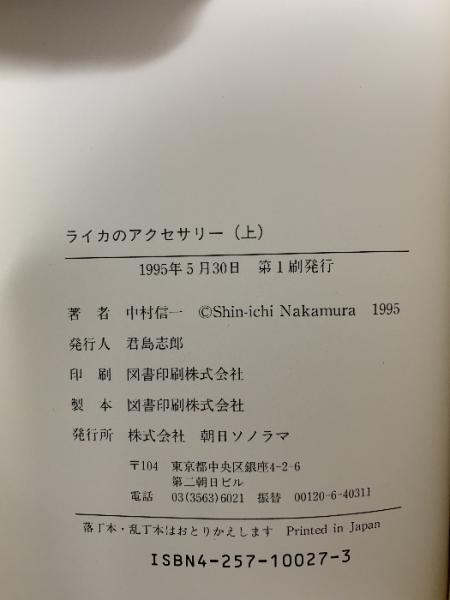 ライカのアクセサリー(上)
1995年5月30日 第1刷発行
著者 中村信一 ©Shin-ichi Nakamura 1995
発行人 君島志郎
印刷 図書印刷株式会社
製本 図書印刷株式会社
発行所 株式会社 朝日ソノラマ
〒104 東京都中央区銀座4-2-6
第二朝日ビル
電話 03(3563)6021 振替 00120-6-40311
落丁本・乱丁本はおとりかえします Printed in Japan
ISBN4-257-10027-3